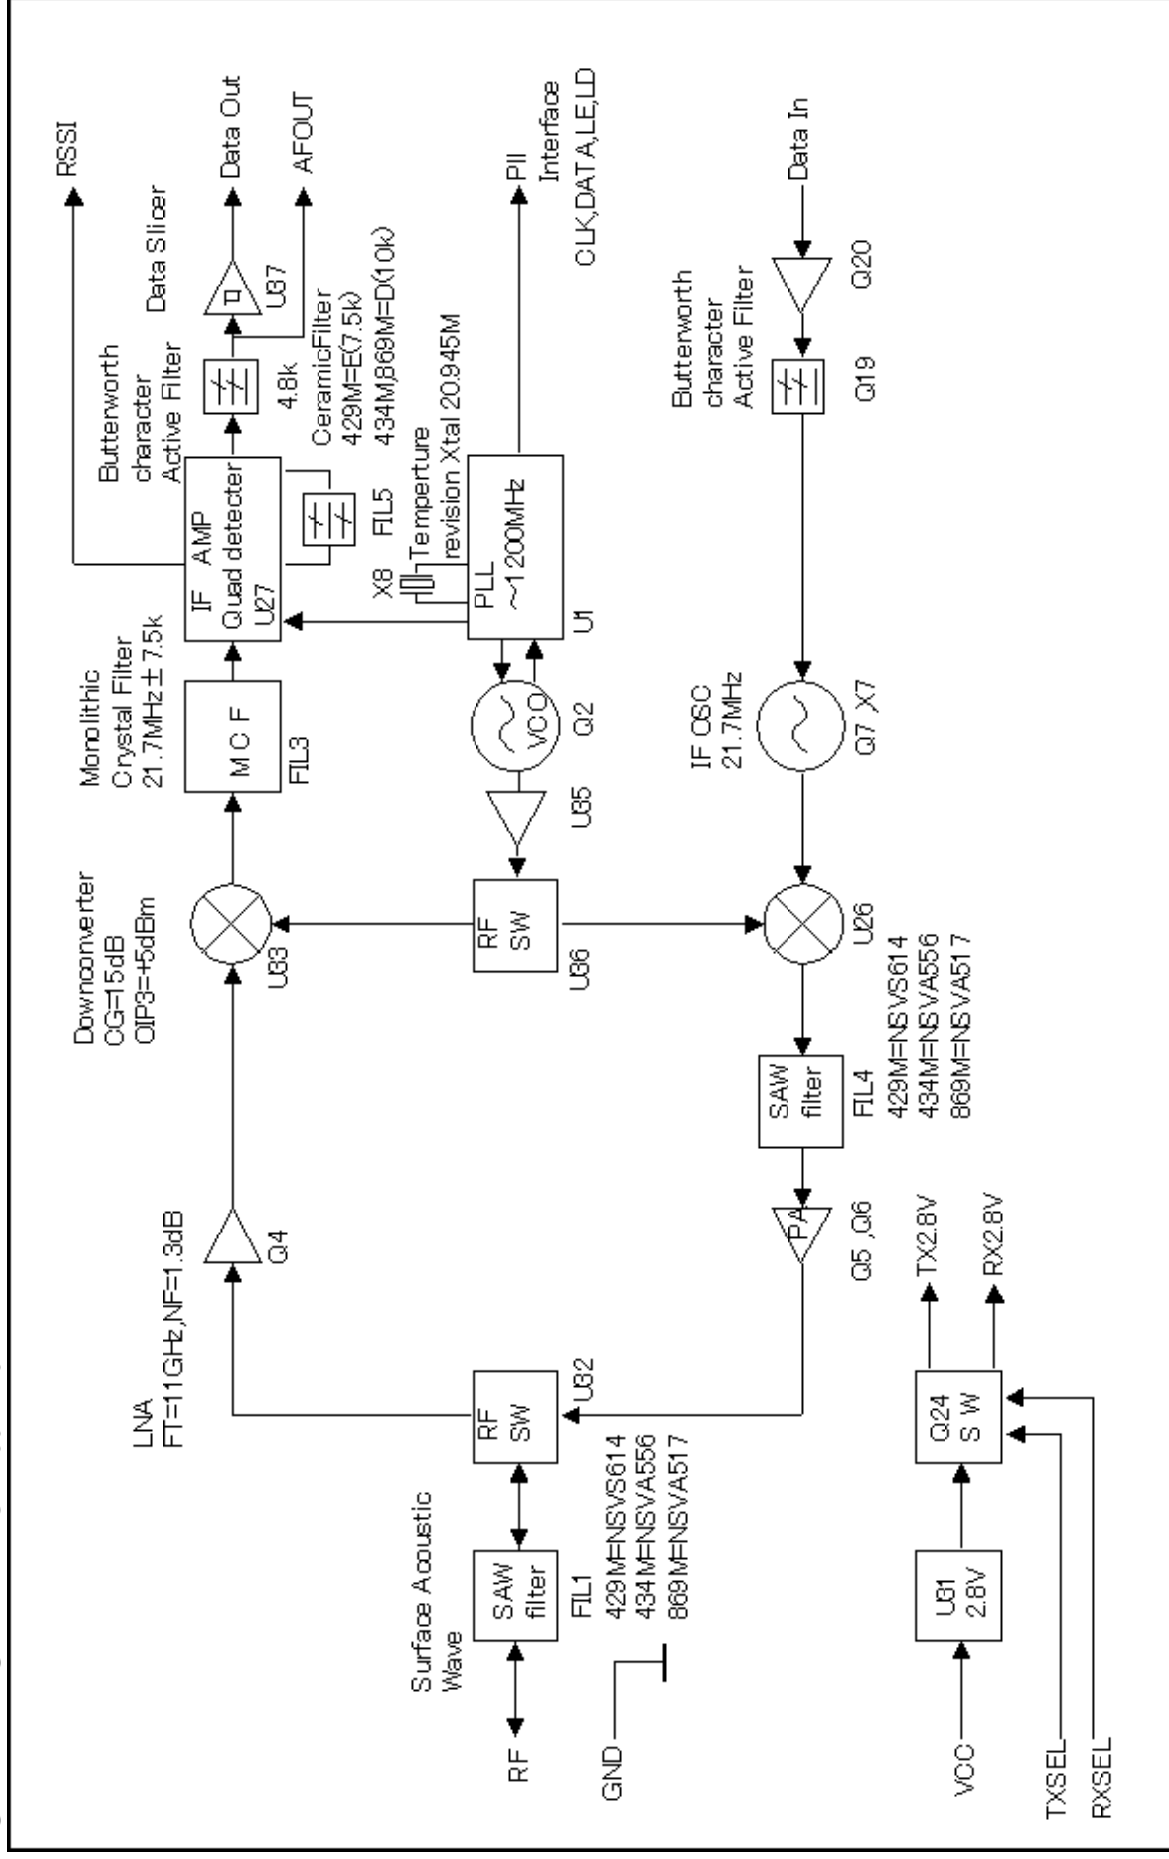 RSSI
Data Out
AFOUT
Data Slicer
U37
Butterworth
character
Active Filter
4.8k
CeramicFilter
429M=E(7.5k)
434M,869M=D(10k)
IF AMP
Quad detecter
U27
FIL5
Monolithic
Crystal Filter
21.7MHz±7.5k
M C F
FIL3
Downconverter
CG=15dB
OIP3=+5dBm
U33
LNA
FT=11GHz,NF=1.3dB
Q4
Surface Acoustic
Wave
RF
SAW
filter
FIL1
429M=NSVS614
434M=NSVA556
869M=NSVA517
RF
SW
U32
RF
SW
U36
U35
VCO
Q2
PLL
~1200MHz
U1
X8
Temperture
revision Xtal 20.945M
Pll
Interface
CLK,DATA,LE,LD
GND
PA
Q5 ,Q6
SAW
filter
FIL4
429M=NSVS614
434M=NSVA556
869M=NSVA517
U26
IF OSC
21.7MHz
Q7 ,X7
Butterworth
character
Active Filter
Q19
Q20
Data In
VCC
U31
2.8V
Q24
S W
TX2.8V
RX2.8V
TXSEL
RXSEL